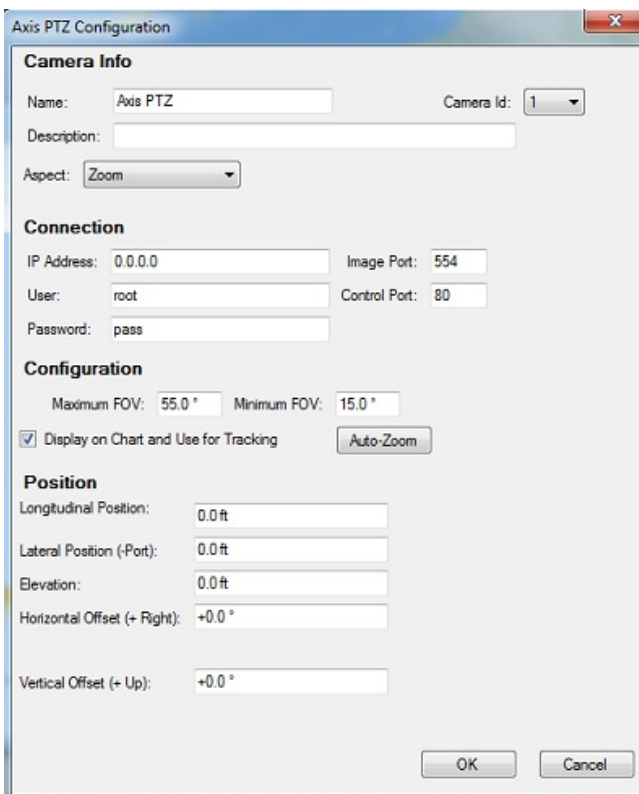 Axis PTZ Configuration
Camera Info
Name: Axis PTZ Camera Id: 1
Description:
Aspect: Zoom
Connection
IP Address: 0.0.0.0 Image Port: 554
User: root Control Port: 80
Password: pass
Configuration
Maximum FOV: 55.0 ° Minimum FOV: 15.0 °
Display on Chart and Use for Tracking Auto-Zoom
Position
Longitudinal Position: 0.0 ft
Lateral Position (-Port): 0.0 ft
Elevation: 0.0 ft
Horizontal Offset (+ Right): +0.0 °
Vertical Offset (+ Up): +0.0 °
OK Cancel